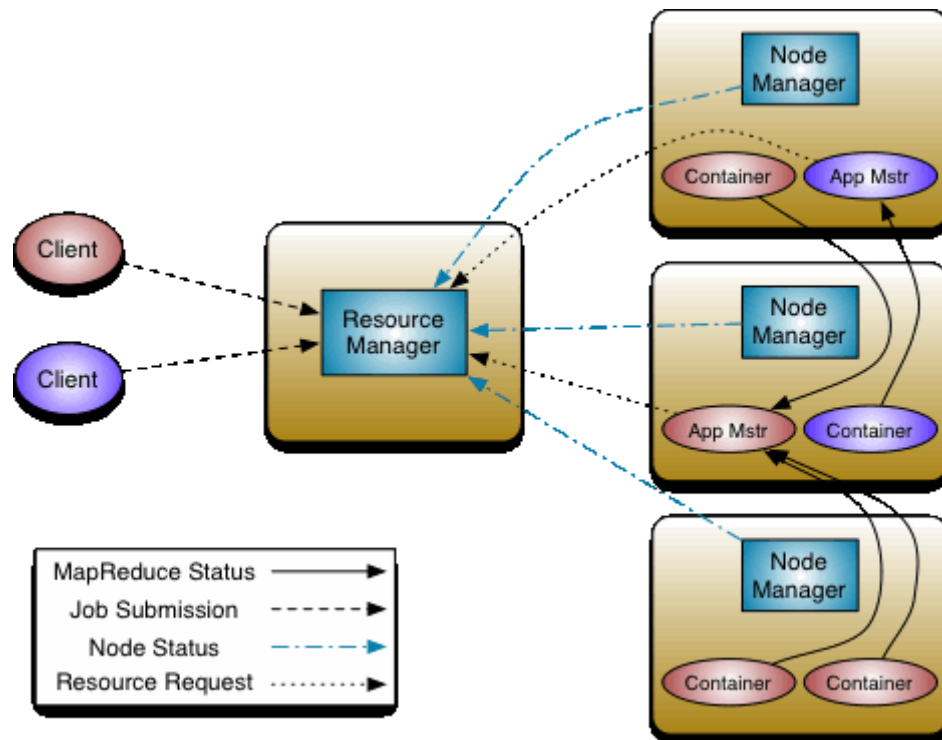 Client
Client
Resource
Manager
Node
Manager
Container
App Mstr
Node
Manager
App Mstr
Container
Node
Manager
Container
Container
MapReduce Status
Job Submission
Node Status
Resource Request